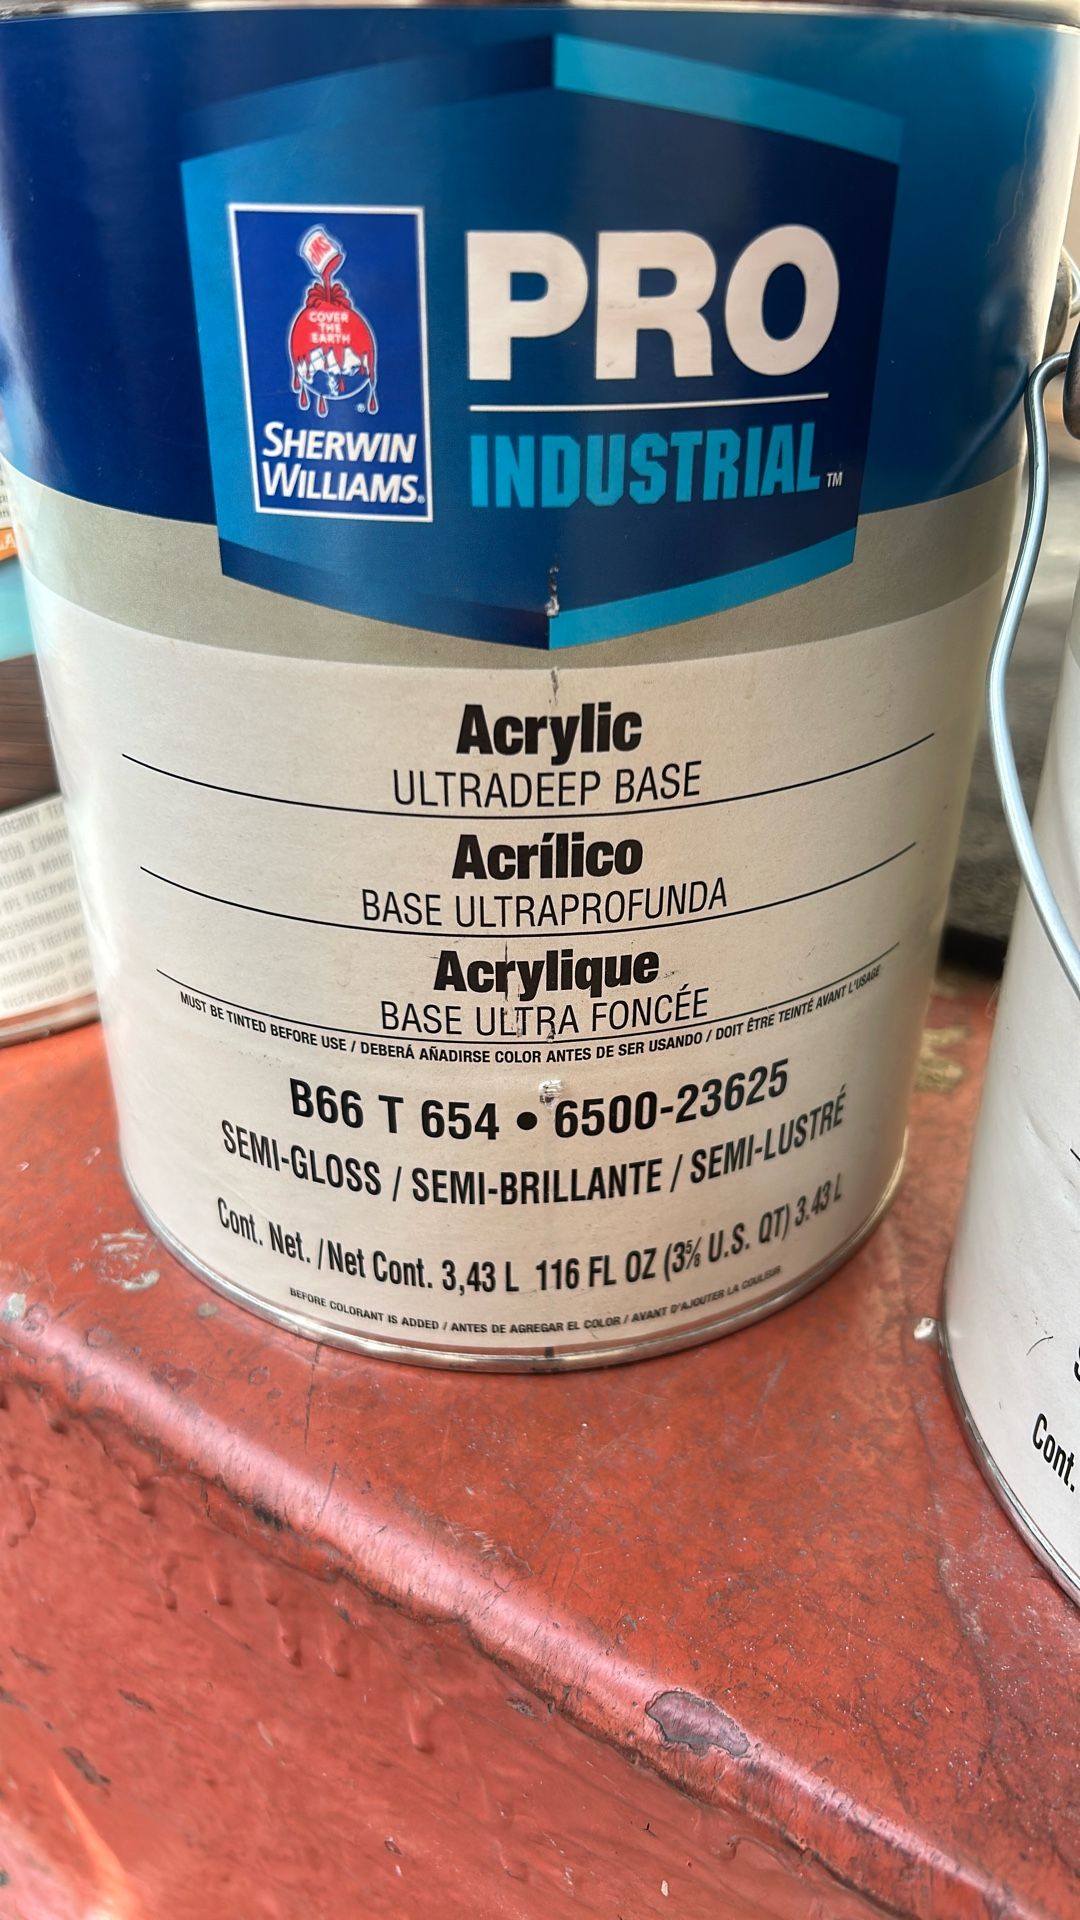 SMS
COVER
THE
EARTH
®
SHERWIN
WILLIAMS®
PRO
INDUSTRIAL™
Acrylic
ULTRADEEP BASE
Acrílico
BASE ULTRAPROFUNDA
Acrylique
BASE ULTRA FONCÉE
MUST BE TINTED BEFORE USE / DEBERÁ AÑADIRSE COLOR ANTES DE SER USANDO / DOIT ÊTRE TEINTÉ AVANT L'USAGE
B66 T 654 • 6500-23625
SEMI-GLOSS / SEMI-BRILLANTE / SEMI-LUSTRÉ
Cont. Net. / Net Cont. 3,43 L 116 FL OZ (3⅝ U.S. QT) 3.43 L
BEFORE COLORANT IS ADDED / ANTES DE AGREGAR EL COLOR / AVANT D'AJOUTER LA COULEUR
Cont.